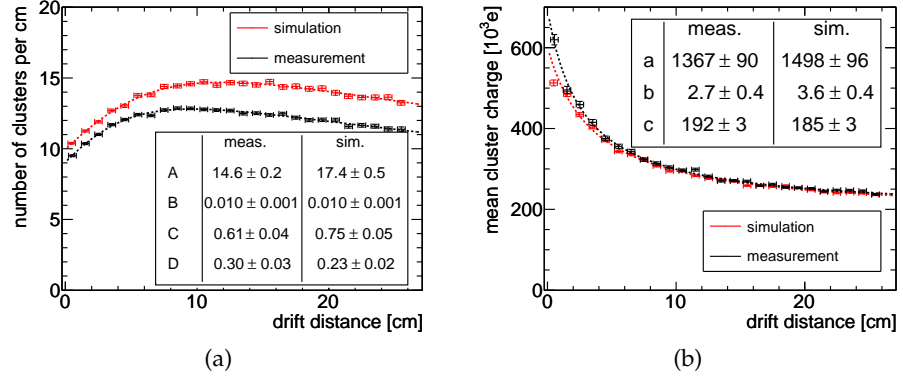 number of clusters per cm
20
15
10
5
0
simulation
measurement
meas. sim.
A 14.6 ± 0.2 17.4 ± 0.5
B 0.010 ± 0.001 0.010 ± 0.001
C 0.61 ± 0.04 0.75 ± 0.05
D 0.30 ± 0.03 0.23 ± 0.02
0 10 20
drift distance [cm]
(a)
mean cluster charge [10³e]
600
400
200
0
meas. sim.
a 1367 ± 90 1498 ± 96
b 2.7 ± 0.4 3.6 ± 0.4
c 192 ± 3 185 ± 3
simulation
measurement
0 10 20
drift distance [cm]
(b)